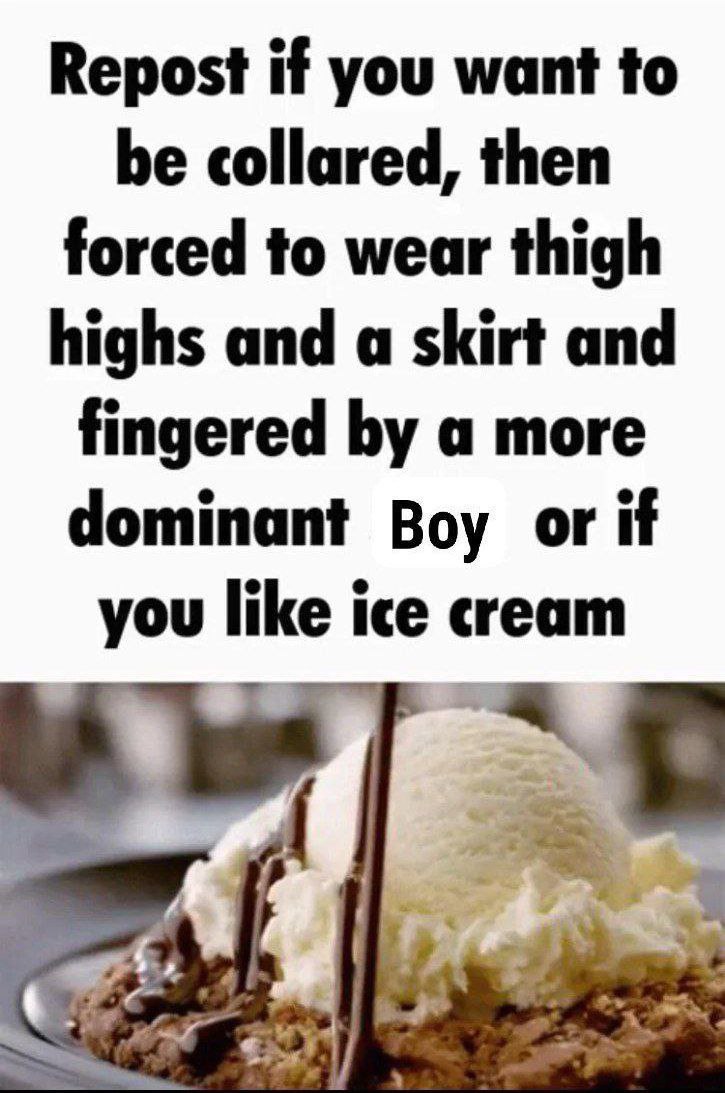 Repost if you want to
be collared, then
forced to wear thigh
highs and a skirt and
fingered by a more
dominant Boy or if
you like ice cream